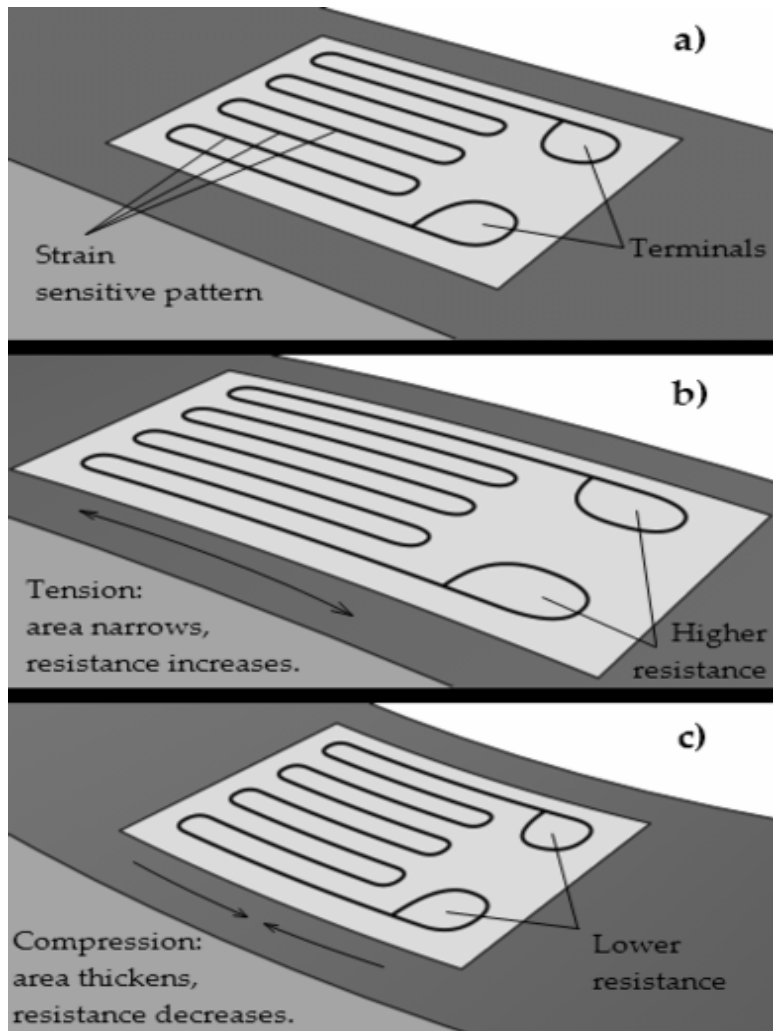 a)
Strain
sensitive pattern
Terminals
b)
Tension:
area narrows,
resistance increases.
Higher
resistance
c)
Compression:
area thickens,
resistance decreases.
Lower
resistance